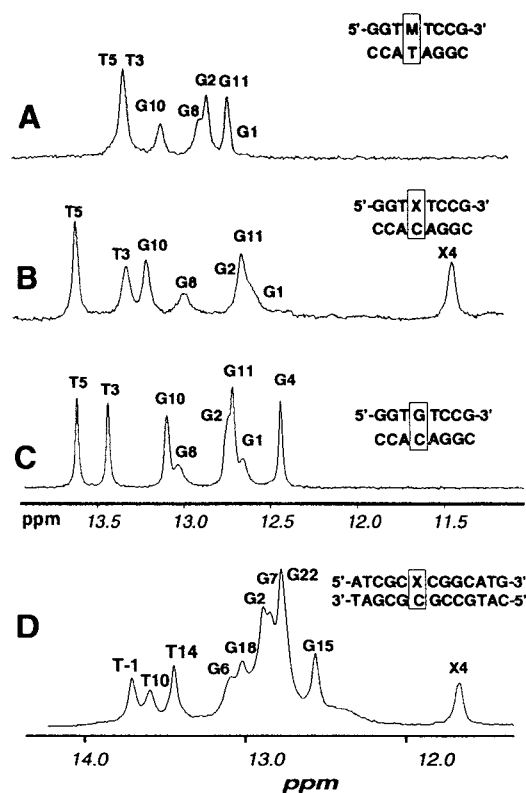 A
5'-GGTMTCCG-3'
CCATAGGC
T5 T3
G10
G8
G2
G11
G1
B
5'-GGTXTCCG-3'
CCACAGGC
T5
T3
G10
G8
G2
G11
G1
X4
C
5'-GGTGTCCG-3'
CCACAGGC
T5
T3
G10
G8
G2
G11
G1
G4
ppm 13.5 13.0 12.5 12.0 11.5
D
5'-ATCGCXCGGCATG-3'
3'-TAGCGCGCCGTAC-5'
T-1
T10
T14
G6
G18
G2
G7
G22
G15
X4
14.0 13.0 12.0
ppm